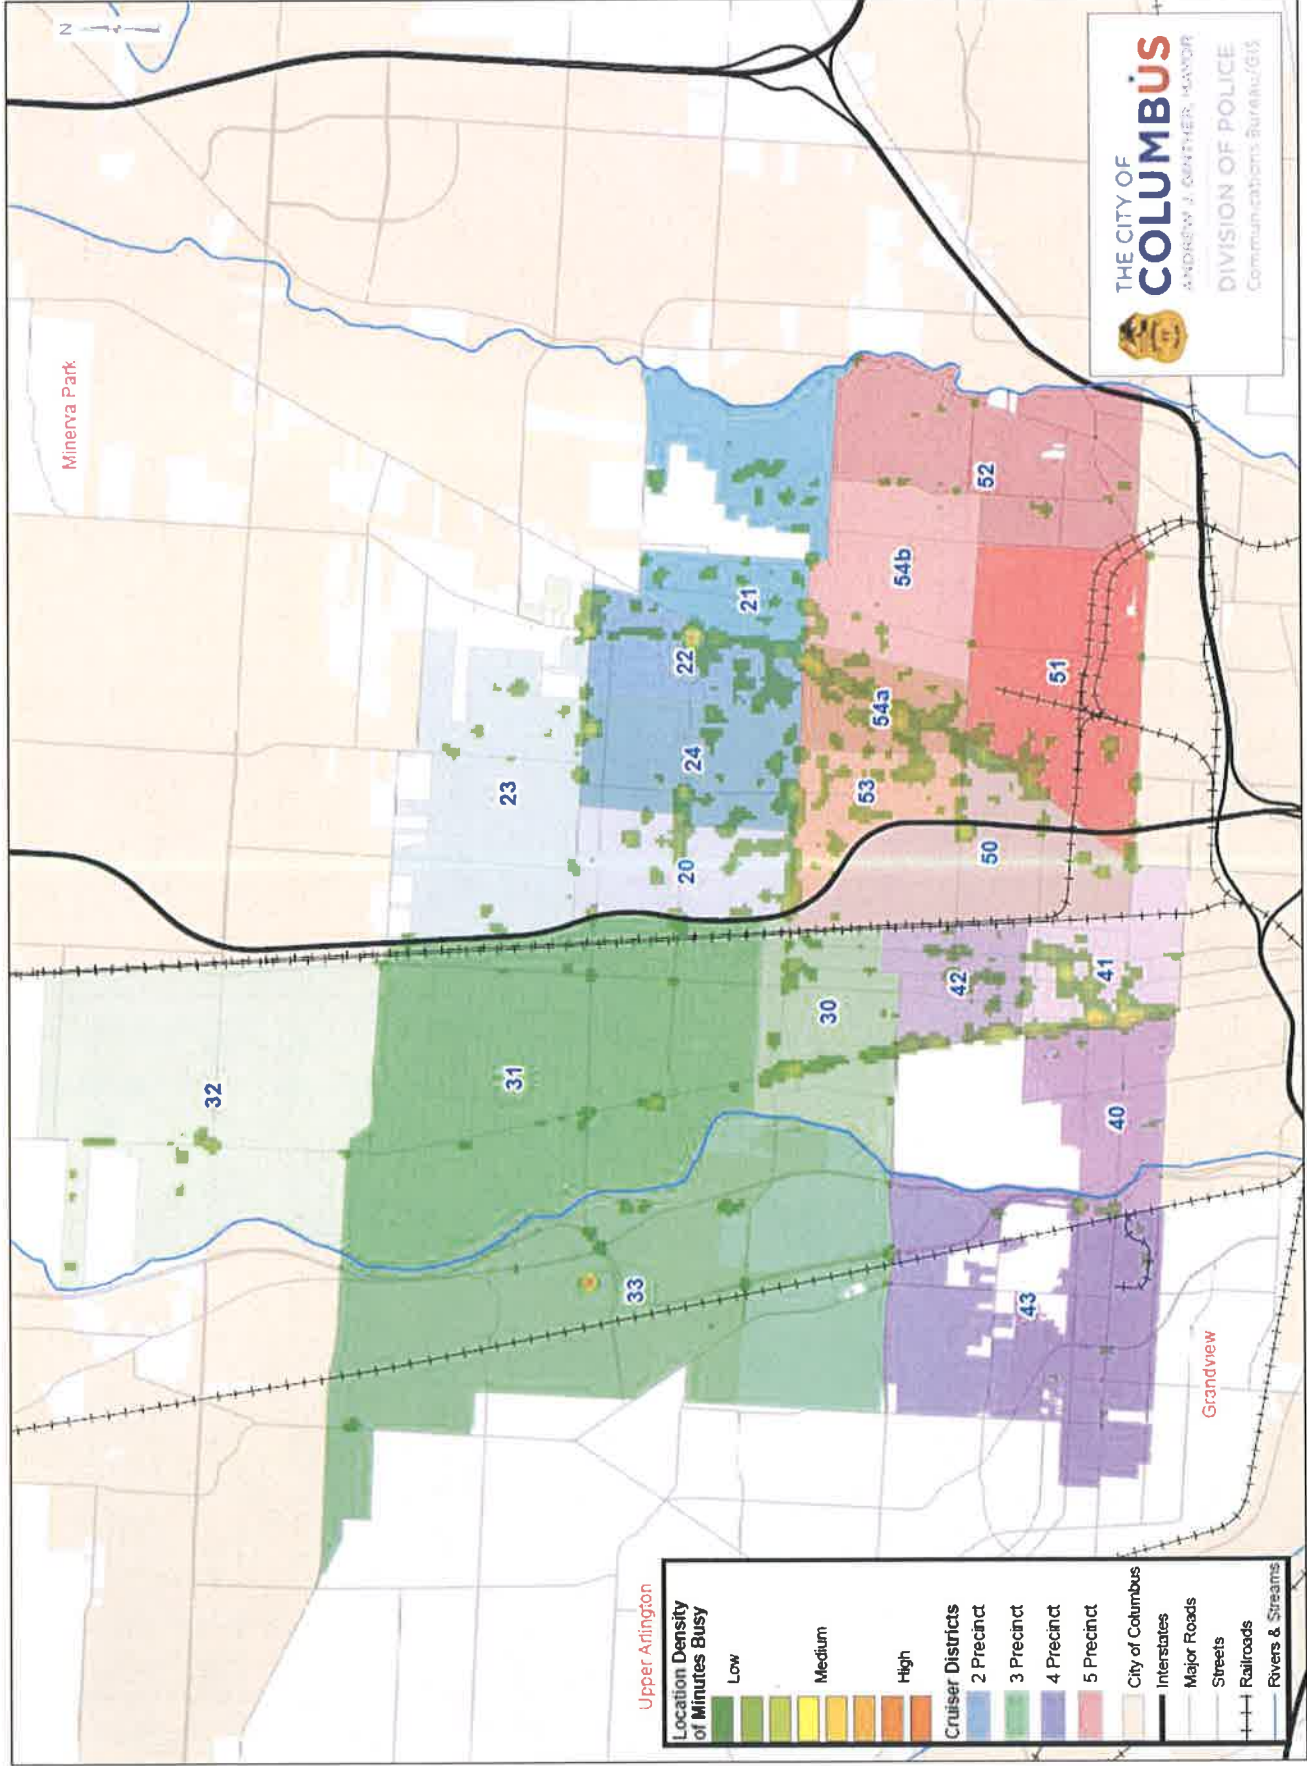 N
Minerva Park
THE CITY OF
COLUMBUS
ANDREW J. GINTHER, MAYOR
DIVISION OF POLICE
Communications Bureau/GIS
32
31
23
33
20
24
22
21
30
53
54a
54b
52
42
50
51
43
41
40
Upper Arlington
Grandview
Location Density
of Minutes Busy
Low
Medium
High
Cruiser Districts
2 Precinct
3 Precinct
4 Precinct
5 Precinct
City of Columbus
Interstates
Major Roads
Streets
Railroads
Rivers & Streams